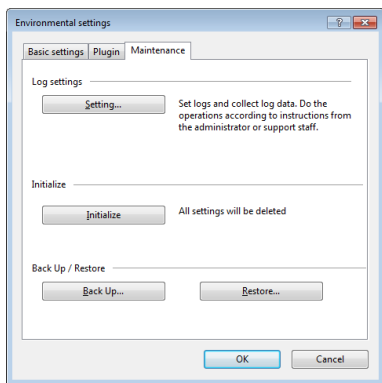 Environmental settings
Basic settings Plugin Maintenance
Log settings
Setting... Set logs and collect log data. Do the
operations according to instructions from
the administrator or support staff.
Initialize
Initialize All settings will be deleted
Back Up / Restore
Back Up... Restore...
OK Cancel